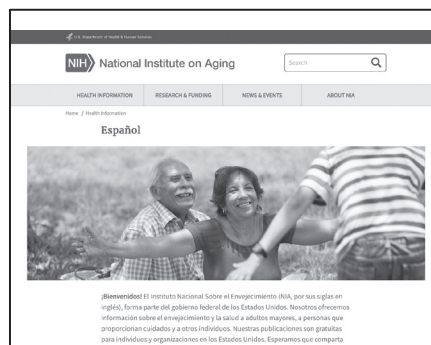 U.S. Department of Health & Human Services
NIH National Institute on Aging
Search
HEALTH INFORMATION RESEARCH & FUNDING NEWS & EVENTS ABOUT NIA
Home / Health Information
Español
¡Bienvenidos! El Instituto Nacional Sobre el Envejecimiento (NIA, por sus siglas en
inglés), forma parte del gobierno federal de los Estados Unidos. Nosotros ofrecemos
información sobre el envejecimiento y la salud a adultos mayores, a personas que
proporcionan cuidados y a otros individuos. Nuestras publicaciones son gratuitas
para individuos y organizaciones en los Estados Unidos. Esperamos que comparta